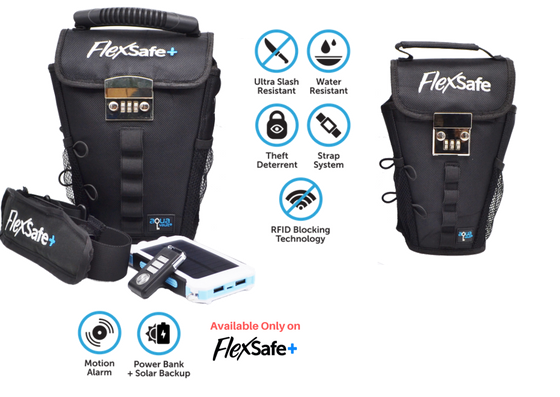 FlexSafe+
FlexSafe
Ultra Slash
Resistant
Water
Resistant
Theft
Deterrent
Strap
System
RFID Blocking
Technology
FlexSafe+
aqua
aqua
Motion
Alarm
Power Bank
+ Solar Backup
Available Only on
FlexSafe+